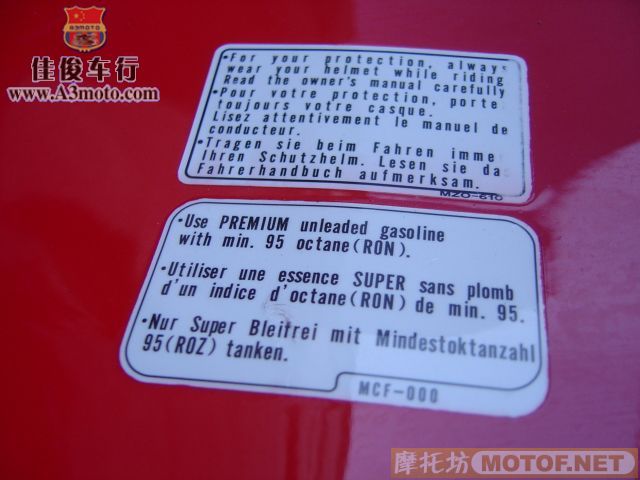 A3MOTO
佳俊车行
www.A3moto.com
•For your protection, always
wear your helmet while riding
Read the owner's manual carefully
•Pour votre protection, porte
toujours votre casque.
Lisez attentivement le manuel de
conducteur.
•Tragen sie beim Fahren imme
Ihren Schutzhelm. Lesen sie da
Fahrerhandbuch aufmerksam.
MZ0-610
•Use PREMIUM unleaded gasoline
with min. 95 octane(RON).
•Utiliser une essence SUPER sans plomb
d'un indice d'octane(RON) de min. 95.
•Nur Super Bleifrei mit Mindestoktanzahl
95(ROZ) tanken.
MCF-000
摩托坊 MOTOF.NET